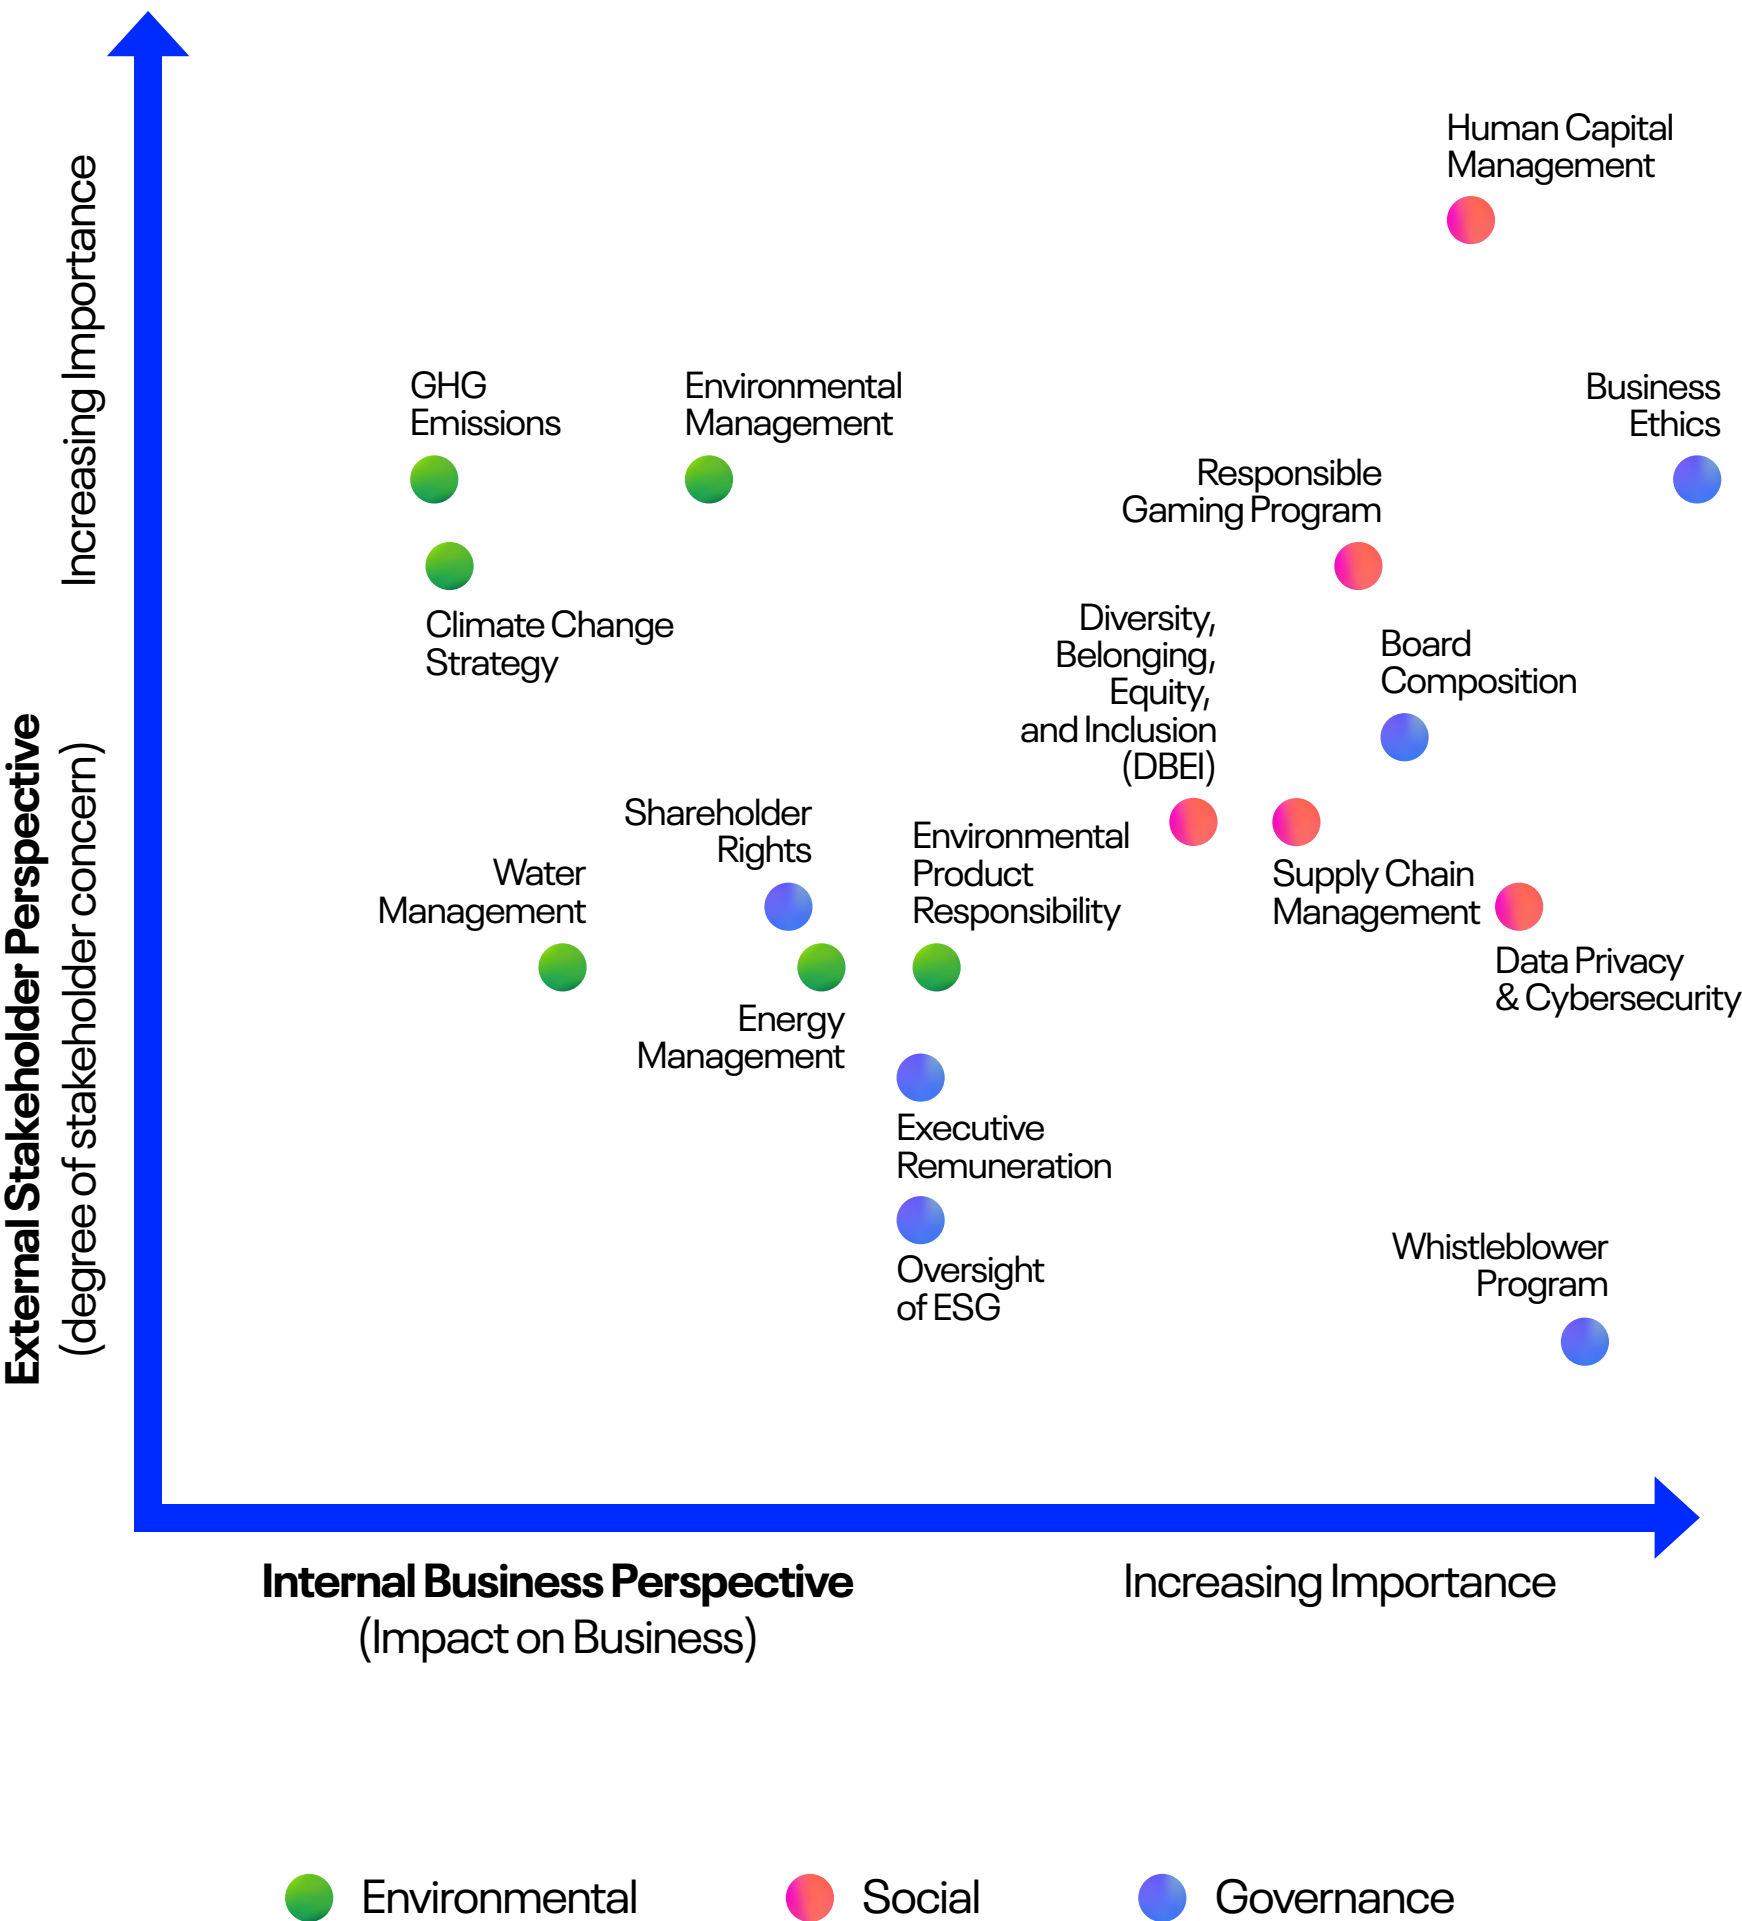 Human Capital
Management
GHG
Emissions
Environmental
Management
Business
Ethics
Responsible
Gaming Program
Climate Change
Strategy
Diversity,
Belonging,
Equity,
and Inclusion
(DBEI)
Board
Composition
Shareholder
Rights
Water
Management
Environmental
Product
Responsibility
Supply Chain
Management
Data Privacy
& Cybersecurity
Energy
Management
Executive
Remuneration
Oversight
of ESG
Whistleblower
Program
External Stakeholder Perspective
(degree of stakeholder concern)
Increasing Importance
Internal Business Perspective
(Impact on Business)
Increasing Importance
Environmental
Social
Governance